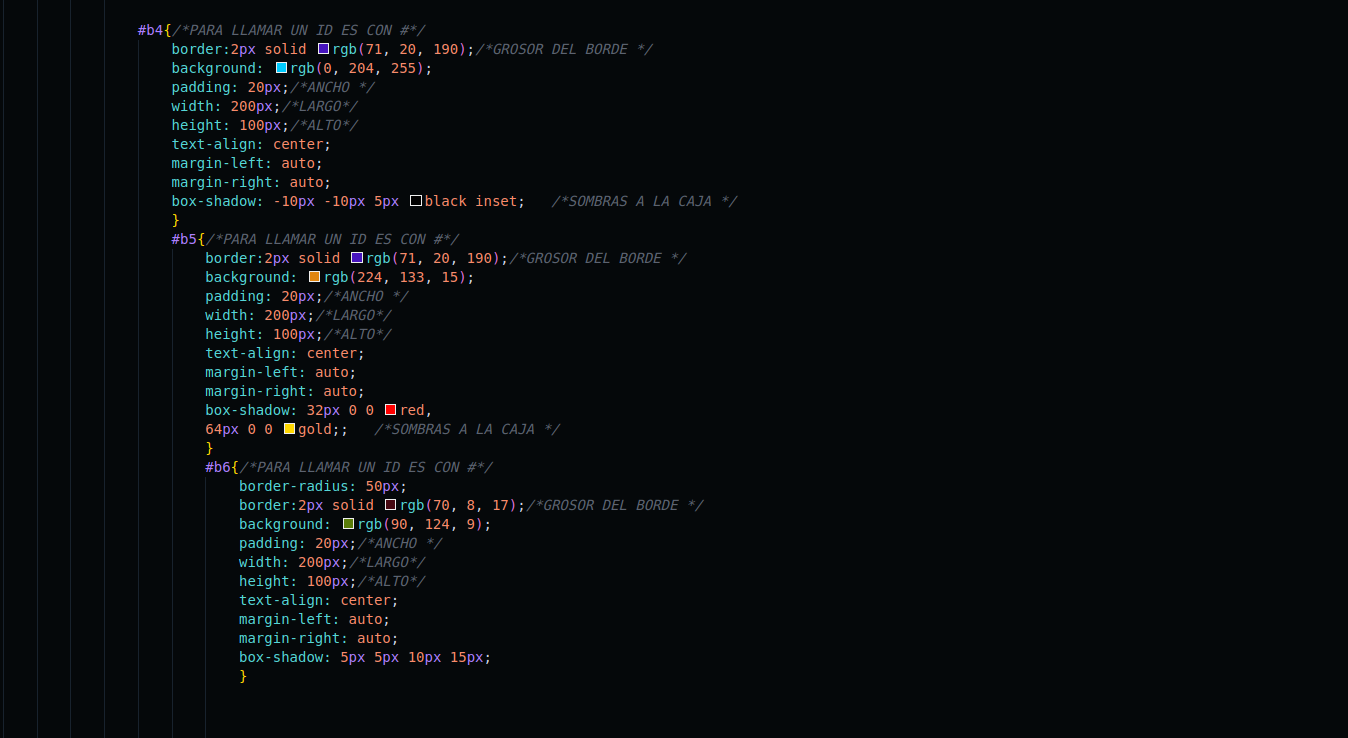 #b4{/*PARA LLAMAR UN ID ES CON #*/
border:2px solid rgb(71, 20, 190);/*GROSOR DEL BORDE */
background: rgb(0, 204, 255);
padding: 20px;/*ANCHO */
width: 200px;/*LARGO*/
height: 100px;/*ALTO*/
text-align: center;
margin-left: auto;
margin-right: auto;
box-shadow: -10px -10px 5px black inset;   /*SOMBRAS A LA CAJA */
}
#b5{/*PARA LLAMAR UN ID ES CON #*/
border:2px solid rgb(71, 20, 190);/*GROSOR DEL BORDE */
background: rgb(224, 133, 15);
padding: 20px;/*ANCHO */
width: 200px;/*LARGO*/
height: 100px;/*ALTO*/
text-align: center;
margin-left: auto;
margin-right: auto;
box-shadow: 32px 0 0 red,
64px 0 0 gold;;   /*SOMBRAS A LA CAJA */
}
#b6{/*PARA LLAMAR UN ID ES CON #*/
border-radius: 50px;
border:2px solid rgb(70, 8, 17);/*GROSOR DEL BORDE */
background: rgb(90, 124, 9);
padding: 20px;/*ANCHO */
width: 200px;/*LARGO*/
height: 100px;/*ALTO*/
text-align: center;
margin-left: auto;
margin-right: auto;
box-shadow: 5px 5px 10px 15px;
}